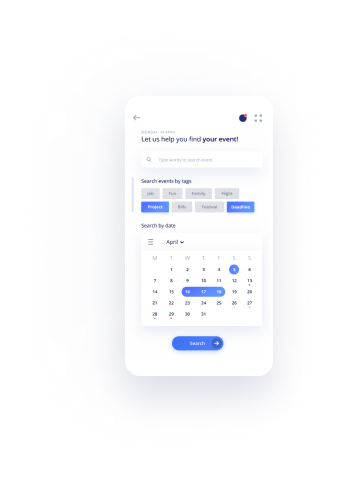 Let us help you find your event!
Type words to search event
Search events by tags
Job Fun Family Flight
Project Bills Festival Deadline
Search by date
April
M T W T F S S
1 2 3 4 5 6
7 8 9 10 11 12 13
14 15 16 17 18 19 20
21 22 23 24 25 26 27
28 29 30 31
Search